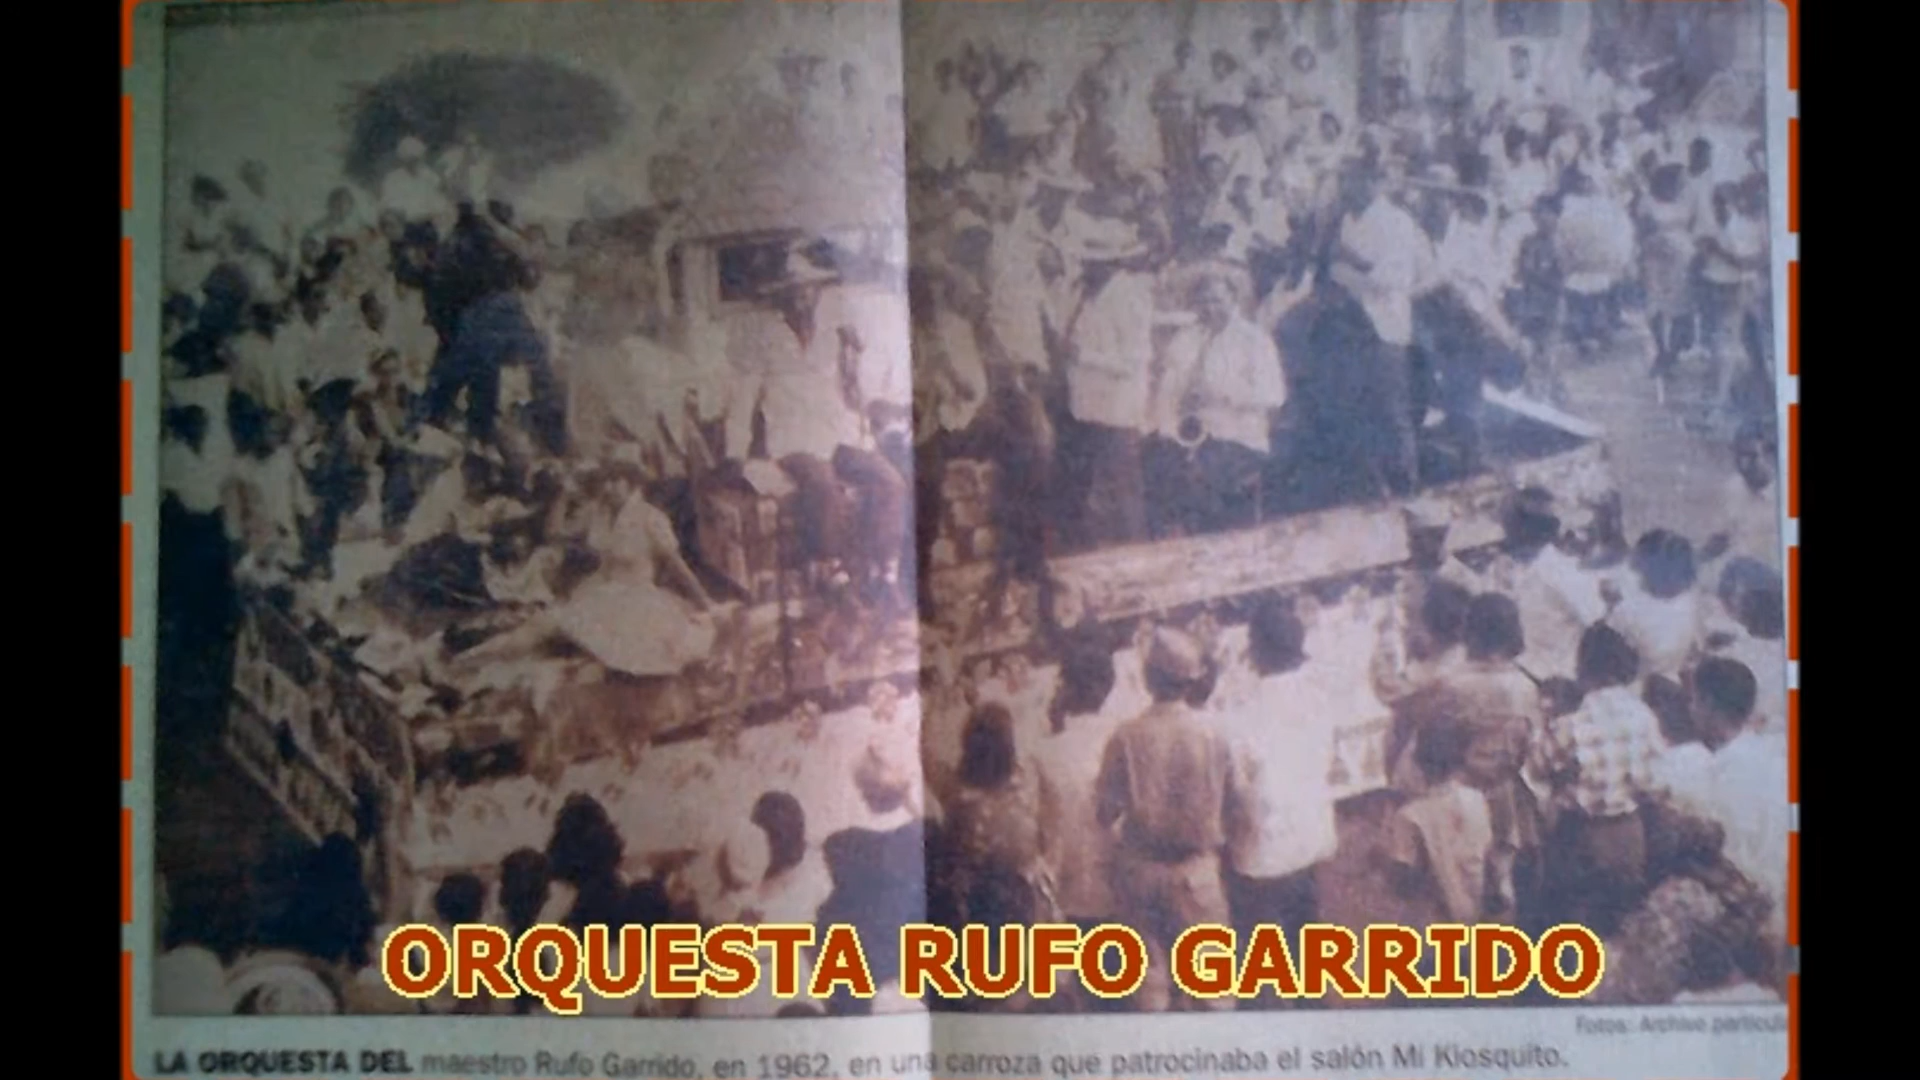 ORQUESTA RUFO GARRIDO
Fotos: Archivo particula
LA ORQUESTA DEL maestro Rufo Garrido, en 1962, en una carroza que patrocinaba el salón Mi Kiosquito.